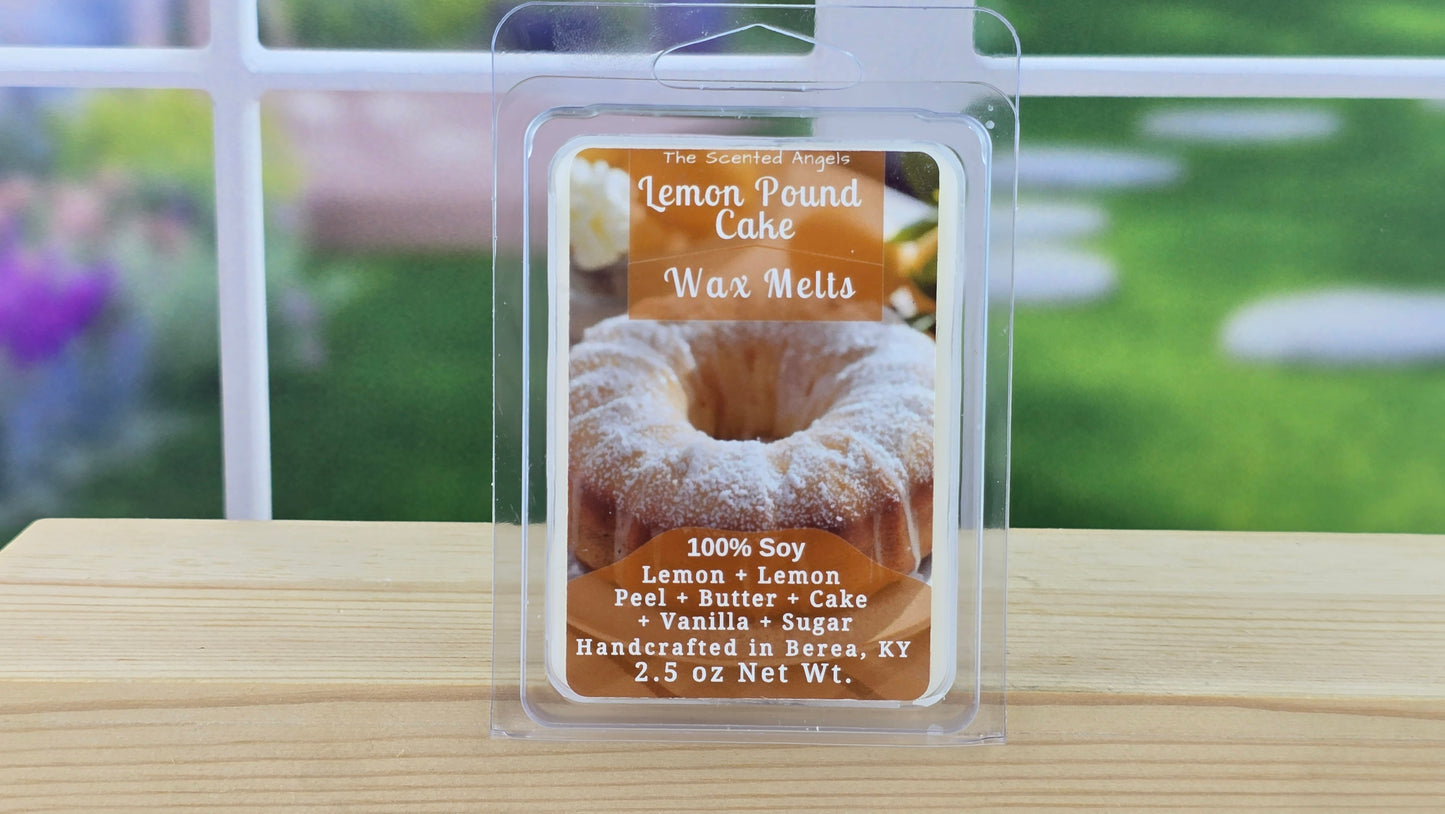 The Scented Angels
Lemon Pound
Cake
Wax Melts
100% Soy
Lemon + Lemon
Peel + Butter + Cake
+ Vanilla + Sugar
Handcrafted in Berea, KY
2.5 oz Net Wt.